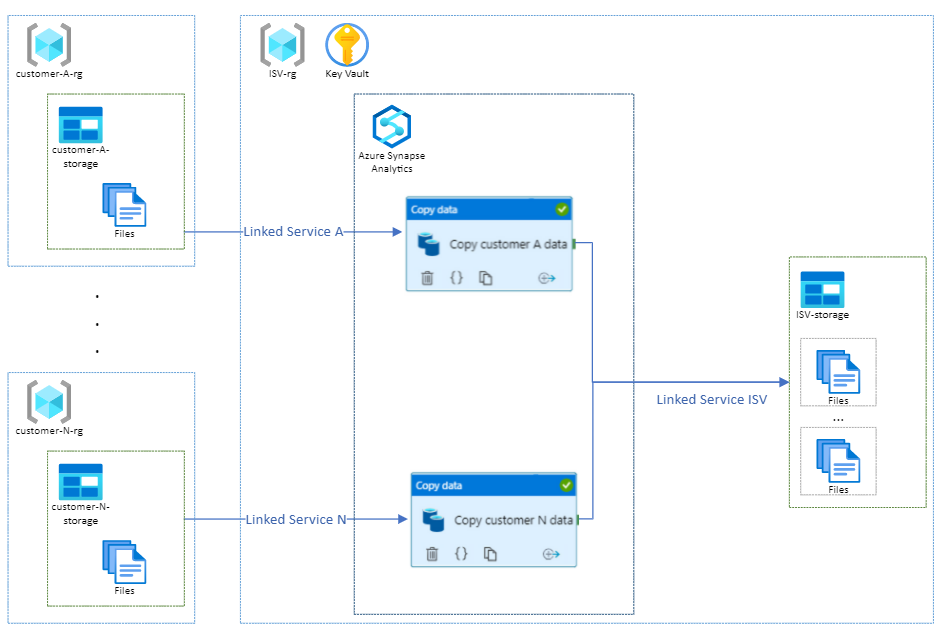 customer-A-rg
customer-A-
storage
Files
.
.
.
customer-N-rg
customer-N-
storage
Files
ISV-rg
Key Vault
Azure Synapse
Analytics
Linked Service A
Copy data
Copy customer A data
{}
Linked Service N
Copy data
Copy customer N data
{}
Linked Service ISV
ISV-storage
Files
...
Files